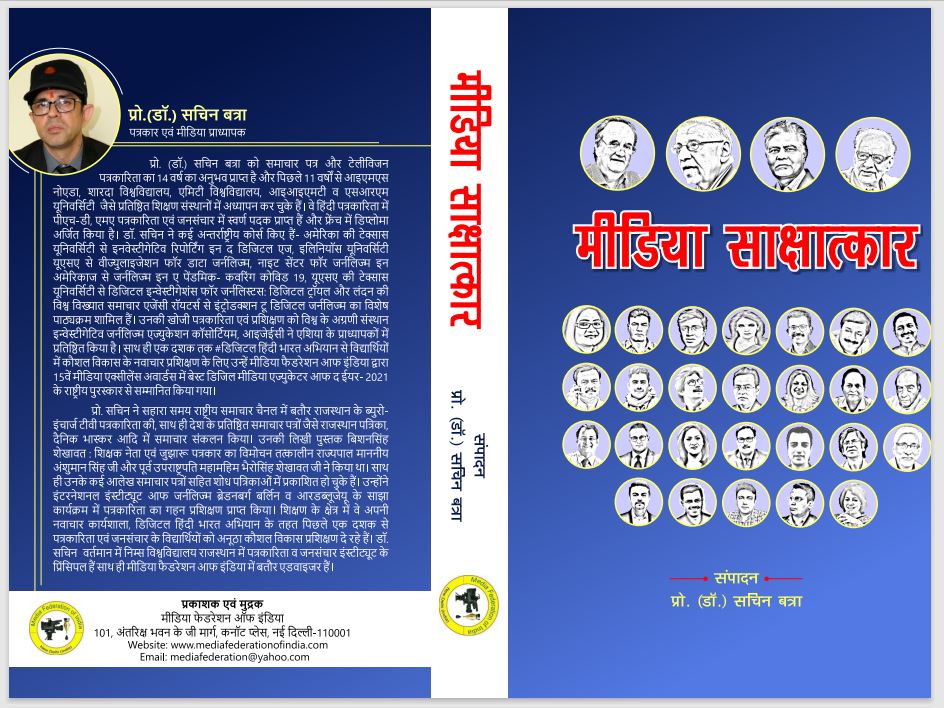 प्रो.(डॉ.) सचिन बत्रा
पत्रकार एवं मीडिया प्राध्यापक
प्रो. (डॉ.) सचिन बत्रा को समाचार पत्र और टेलीविजन
पत्रकारिता का 14 वर्ष का अनुभव प्राप्त है और पिछले 11 वर्षों से आइएमएस
नोएडा, शारदा विश्वविद्यालय, एमिटी विश्वविद्यालय, आइआइएमटी व एसआरएम
यूनिवर्सिटी जैसे प्रतिष्ठित शिक्षण संस्थानों में अध्यापन कर चुके हैं। वे हिंदी पत्रकारिता में
पीएच-डी, एमए पत्रकारिता एवं जनसंचार में स्वर्ण पदक प्राप्त हैं और फ्रेंच में डिप्लोमा
अर्जित किया है। डॉ. सचिन ने कई अन्तर्राष्ट्रीय कोर्स किए हैं- अमेरिका की टेक्सास
यूनिवर्सिटी से इनवेस्टीगेटिव रिपोर्टिंग इन द डिजिटल एज, इलिनियॉस यूनीवर्सिटी
यूएसए से वीज्युलाइजेशन फॉर डाटा जर्नलिज्म, नाइट सेंटर फॉर जर्नलिज्म इन
अमेरिकाज से जर्नलिज्म इन ए पेंडमिक- कवरिंग कोविड 19, यूएसए की टेक्सास
यूनिवर्सिटी से डिजिटल इन्वेस्टीगेशंस फॉर जर्नलिस्टस: डिजिटल ट्रॉयल और लंदन की
विश्व विख्यात समाचार एजेंसी रॉयटर्स से इंट्रोडक्शन टू डिजिटल जर्नलिज्म का विशेष
पाठ्यक्रम शामिल हैं। उनकी खोजी पत्रकारिता एवं प्रशिक्षण को विश्व के अग्रणी संस्थान
इन्वेस्टीगेटिव जर्नलिज्म एज्यूकेशन कॉसोर्टियम, आइजेईसी ने एशिया के प्राध्यापकों में
प्रतिष्ठित किया है। साथ ही एक दशक तक #डिजिटल हिंदी भारत अभियान से विद्यार्थियों
में कौशल विकास के नवाचार प्रशिक्षण के लिए उन्हें मीडिया फैडरेशन आफ इंडिया द्वारा
15वें मीडिया एक्सीलेंस अवार्डस में बेस्ट डिजिल मीडिया एज्युकेटर आफ द ईयर- 2021
के राष्ट्रीय पुरस्कार से सम्मानित किया गया।
प्रो. सचिन ने सहारा समय राष्ट्रीय समाचार चैनल में बतौर राजस्थान के ब्युरो-
इंचार्ज टीवी पत्रकारिता की, साथ ही देश के प्रतिष्ठित समाचार पत्रों जैसे राजस्थान पत्रिका,
दैनिक भास्कर आदि में समाचार संकलन किया। उनकी लिखी पुस्तक बिशनसिंह
शेखावत : शिक्षक नेता एवं जुझारू पत्रकार का विमोचन तत्कालीन राज्यपाल माननीय
अंशुमान सिंह जी और पूर्व उपराष्ट्रपति महामहिम भैरोसिंह शेखावत जी ने किया था। साथ
ही उनके कई आलेख समाचार पत्रों सहित शोध पत्रिकाओं में प्रकाशित हो चुके हैं। उन्होंने
इंटरनेशनल इंस्टीट्यूट आफ जर्नलिज्म ब्रेडनबर्ग बर्लिन व आरडब्लूजेयू के साझा
कार्यक्रम में पत्रकारिता का गहन प्रशिक्षण प्राप्त किया। शिक्षण के क्षेत्र में वे अपनी
नवाचार कार्यशाला, डिजिटल हिंदी भारत अभियान के तहत पिछले एक दशक से
पत्रकारिता एवं जनसंचार के विद्यार्थियों को अनूठा कौशल विकास प्रशिक्षण दे रहे हैं। डॉ.
सचिन वर्तमान में निम्स विश्वविद्यालय राजस्थान में पत्रकारिता व जनसंचार इंस्टीट्यूट के
प्रिंसिपल हैं साथ ही मीडिया फैडरेशन आफ इंडिया में बतौर एडवाइजर हैं।
प्रकाशक एवं मुद्रक
मीडिया फेडरेशन ऑफ इंडिया
101, अंतरिक्ष भवन के जी मार्ग, कनॉट प्लेस, नई दिल्ली-110001
Website: www.mediafederationofindia.com
Email: mediafederation@yahoo.com
Media Federation of India
New Delhi (India)
मीडिया साक्षात्कार
संपादन
प्रो. (डॉ.) सचिन बत्रा
Media Federation of India
New Delhi (India)
मीडिया साक्षात्कार
संपादन
प्रो. (डॉ.) सचिन बत्रा